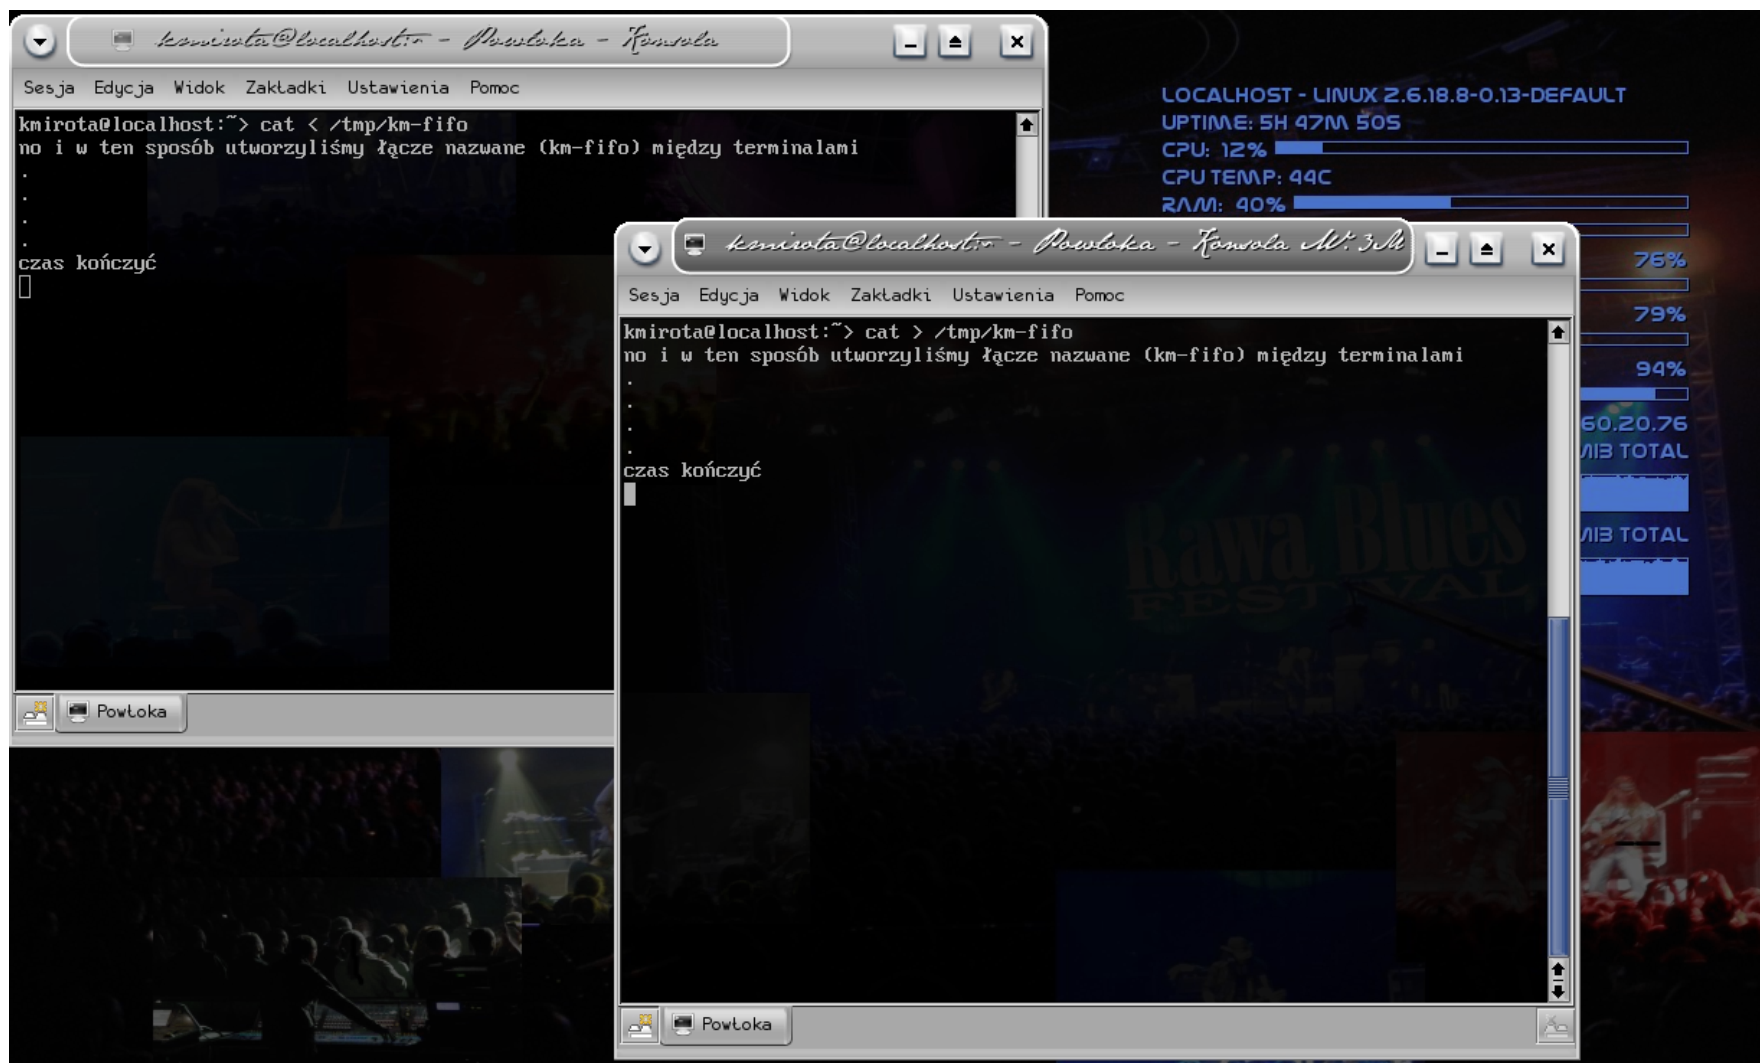 kmirota@localhost:~ - Powłoka - Konsola
Sesja Edycja Widok Zakładki Ustawienia Pomoc
kmirota@localhost:~> cat < /tmp/km-fifo
no i w ten sposób utworzyliśmy łącze nazwane (km-fifo) między terminalami
.
.
.
.
czas kończyć
Powłoka
LOCALHOST - LINUX 2.6.18.8-0.13-DEFAULT
UPTIME: 5H 47M 50S
CPU: 12%
CPU TEMP: 44C
RAM: 40%
76%
79%
94%
60.20.76
MIB TOTAL
MIB TOTAL
kmirota@localhost:~ - Powłoka - Konsola
Sesja Edycja Widok Zakładki Ustawienia Pomoc
kmirota@localhost:~> cat > /tmp/km-fifo
no i w ten sposób utworzyliśmy łącze nazwane (km-fifo) między terminalami
.
.
.
.
czas kończyć
Rawa Blues
FESTIVAL
Powłoka